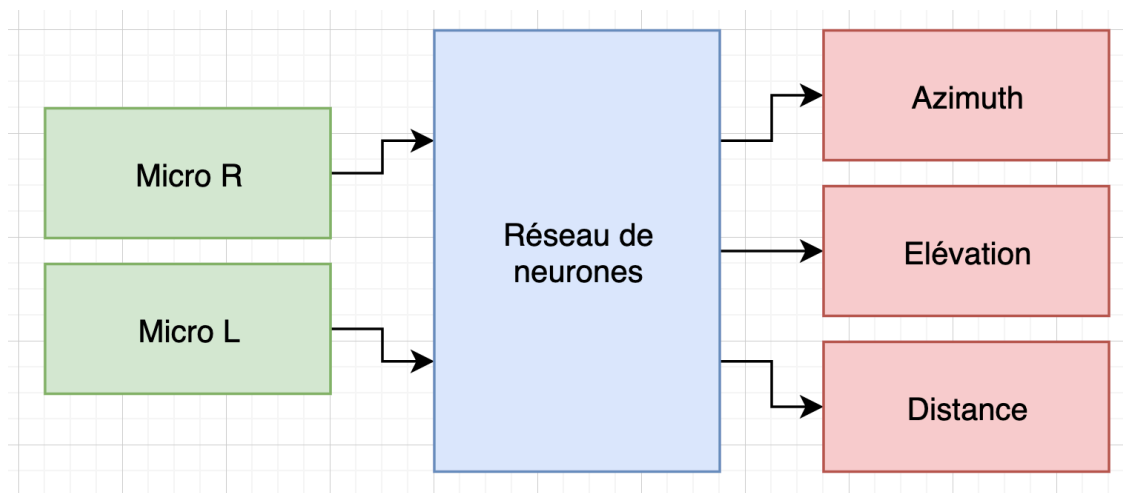 Micro R
Micro L
Réseau de
neurones
Azimuth
Elévation
Distance